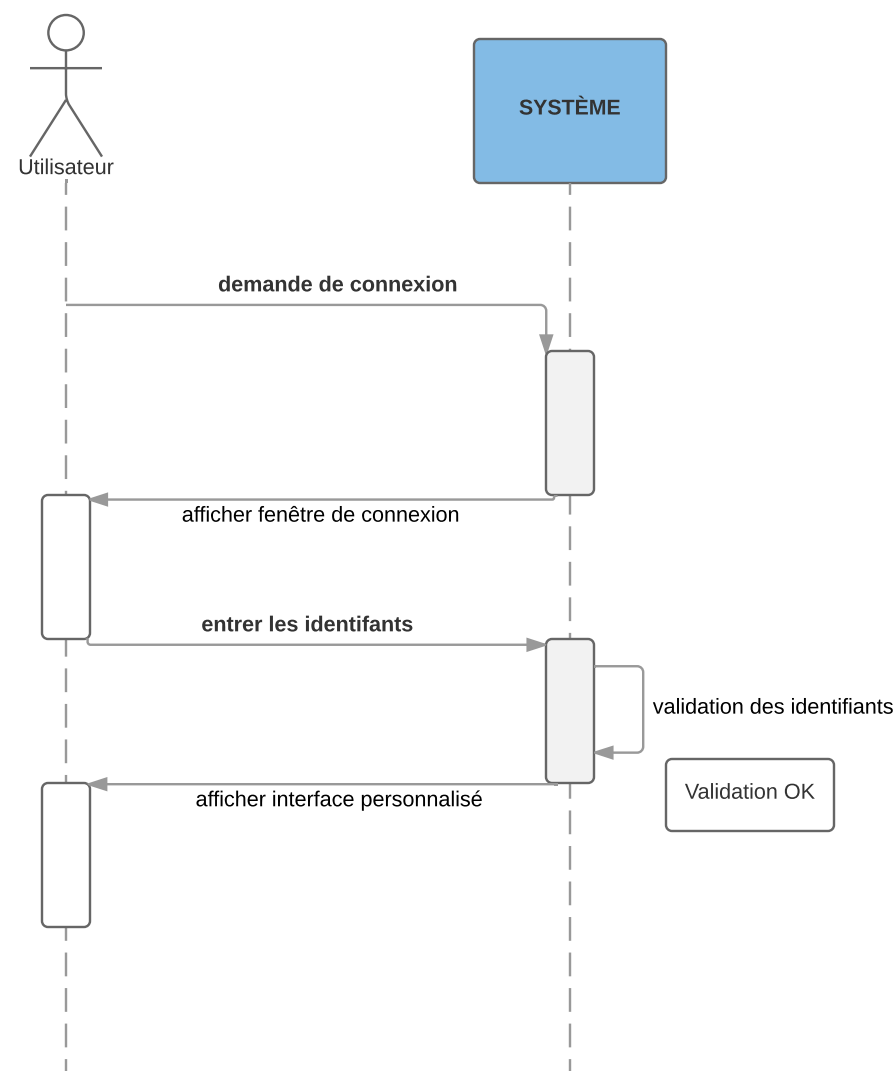 SYSTÈME
Utilisateur
demande de connexion
afficher fenêtre de connexion
entrer les identifants
validation des identifiants
Validation OK
afficher interface personnalisé